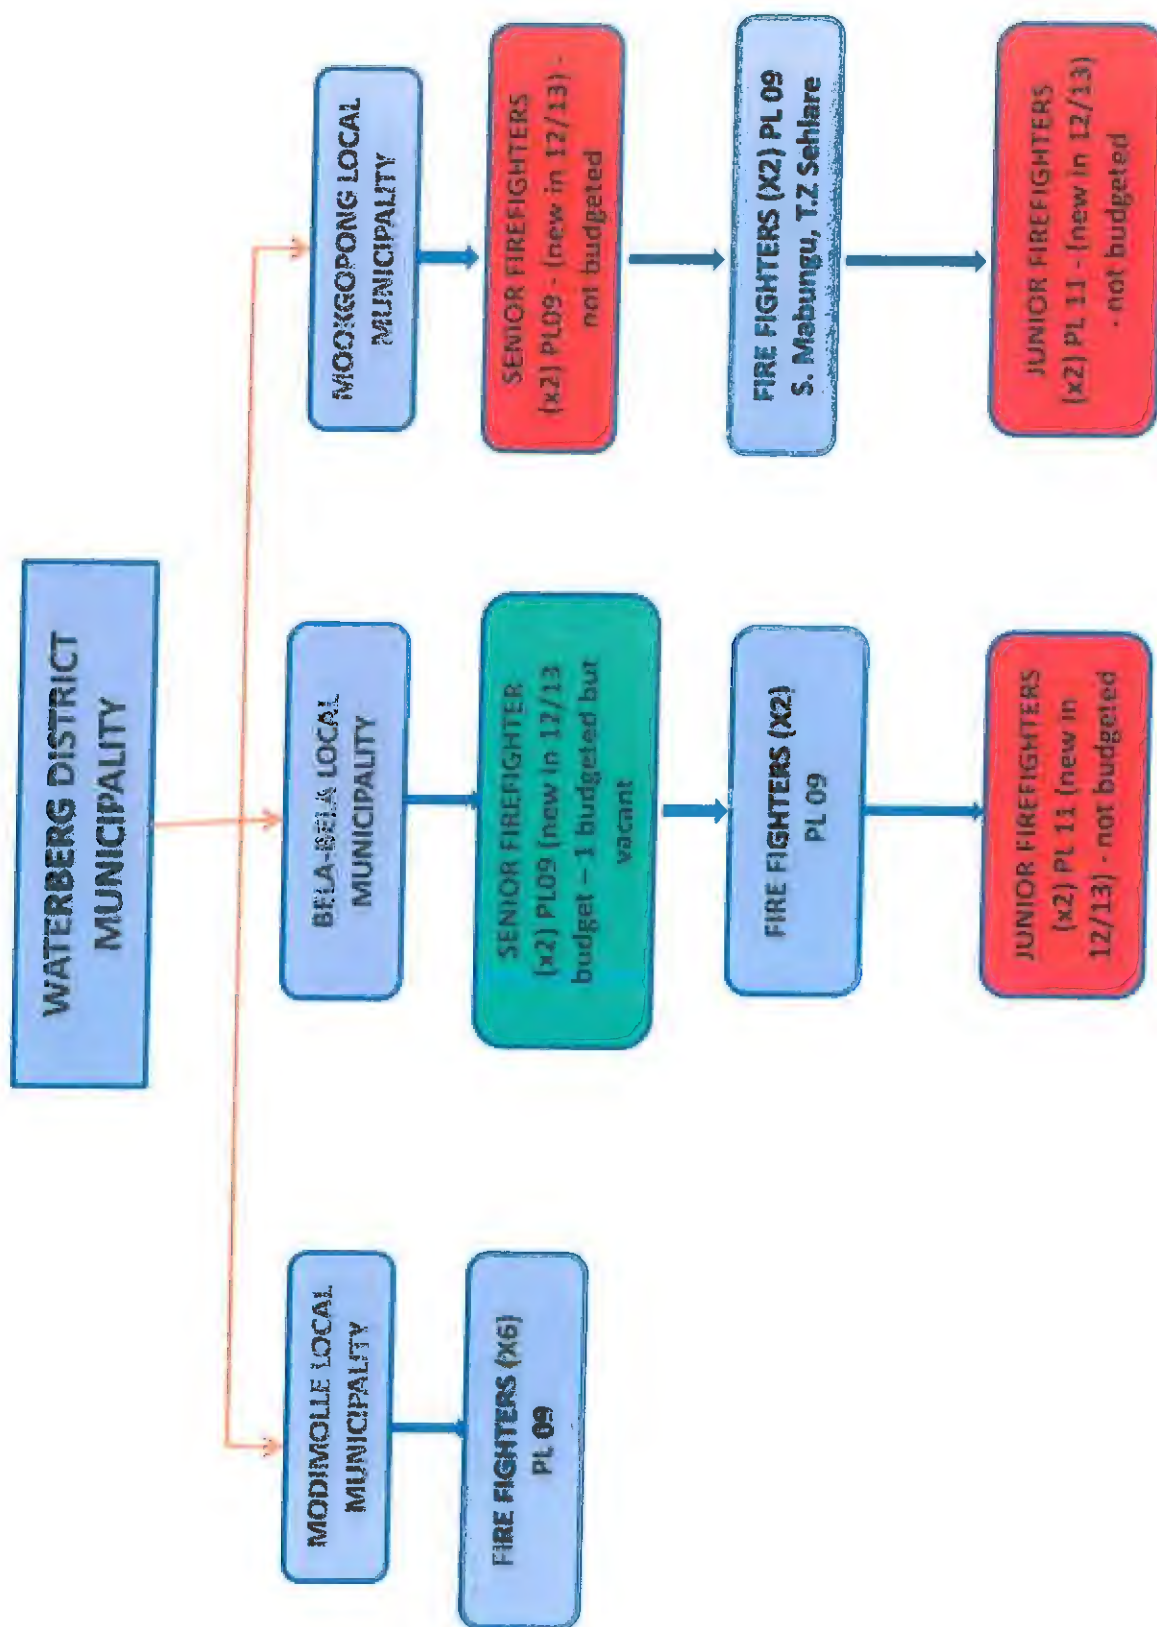 WATERBERG DISTRICT
MUNICIPALITY
MODIMOLLE LOCAL
MUNICIPALITY
FIRE FIGHTERS (X6)
PL 09
BELA-BELA LOCAL
MUNICIPALITY
SENIOR FIREFIGHTER
(x2) PL09 (new in 12/13
budget – 1 budgeted but
vacant
FIRE FIGHTERS (X2)
PL 09
JUNIOR FIREFIGHTERS
(x2) PL 11 (new in
12/13) - not budgeted
MOOKGOPONG LOCAL
MUNICIPALITY
SENIOR FIREFIGHTERS
(x2) PL09 - (new in 12/13) -
not budgeted
FIRE FIGHTERS (X2) PL 09
S. Mabungu, T.Z Sehlare
JUNIOR FIREFIGHTERS
(x2) PL 11 - (new in 12/13)
- not budgeted